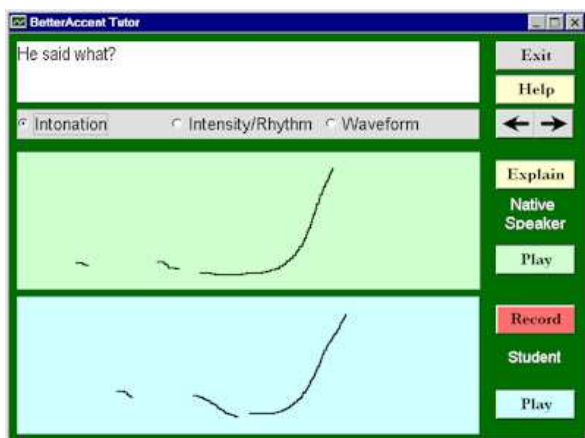 BetterAccent Tutor
He said what?
Exit
Help
Intonation
Intensity/Rhythm
Waveform
Explain
Native
Speaker
Play
Record
Student
Play